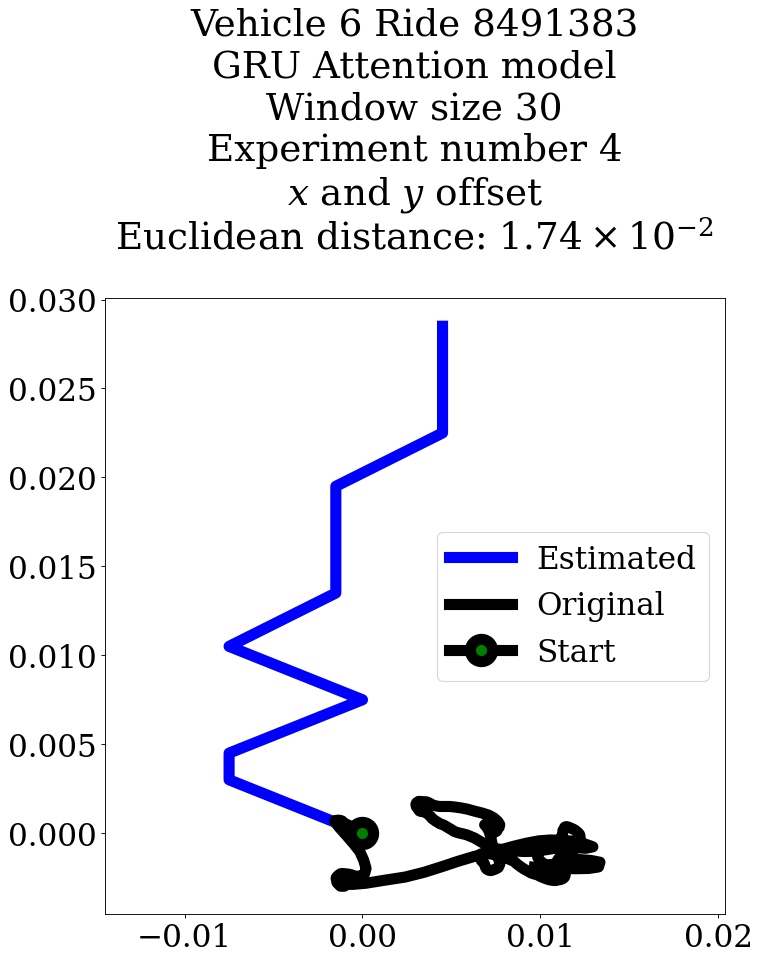 Vehicle 6 Ride 8491383
GRU Attention model
Window size 30
Experiment number 4
x and y offset
Euclidean distance: 1.74 × 10⁻²
0.030
0.025
0.020
0.015
0.010
0.005
0.000
Estimated
Original
Start
−0.01
0.00
0.01
0.02